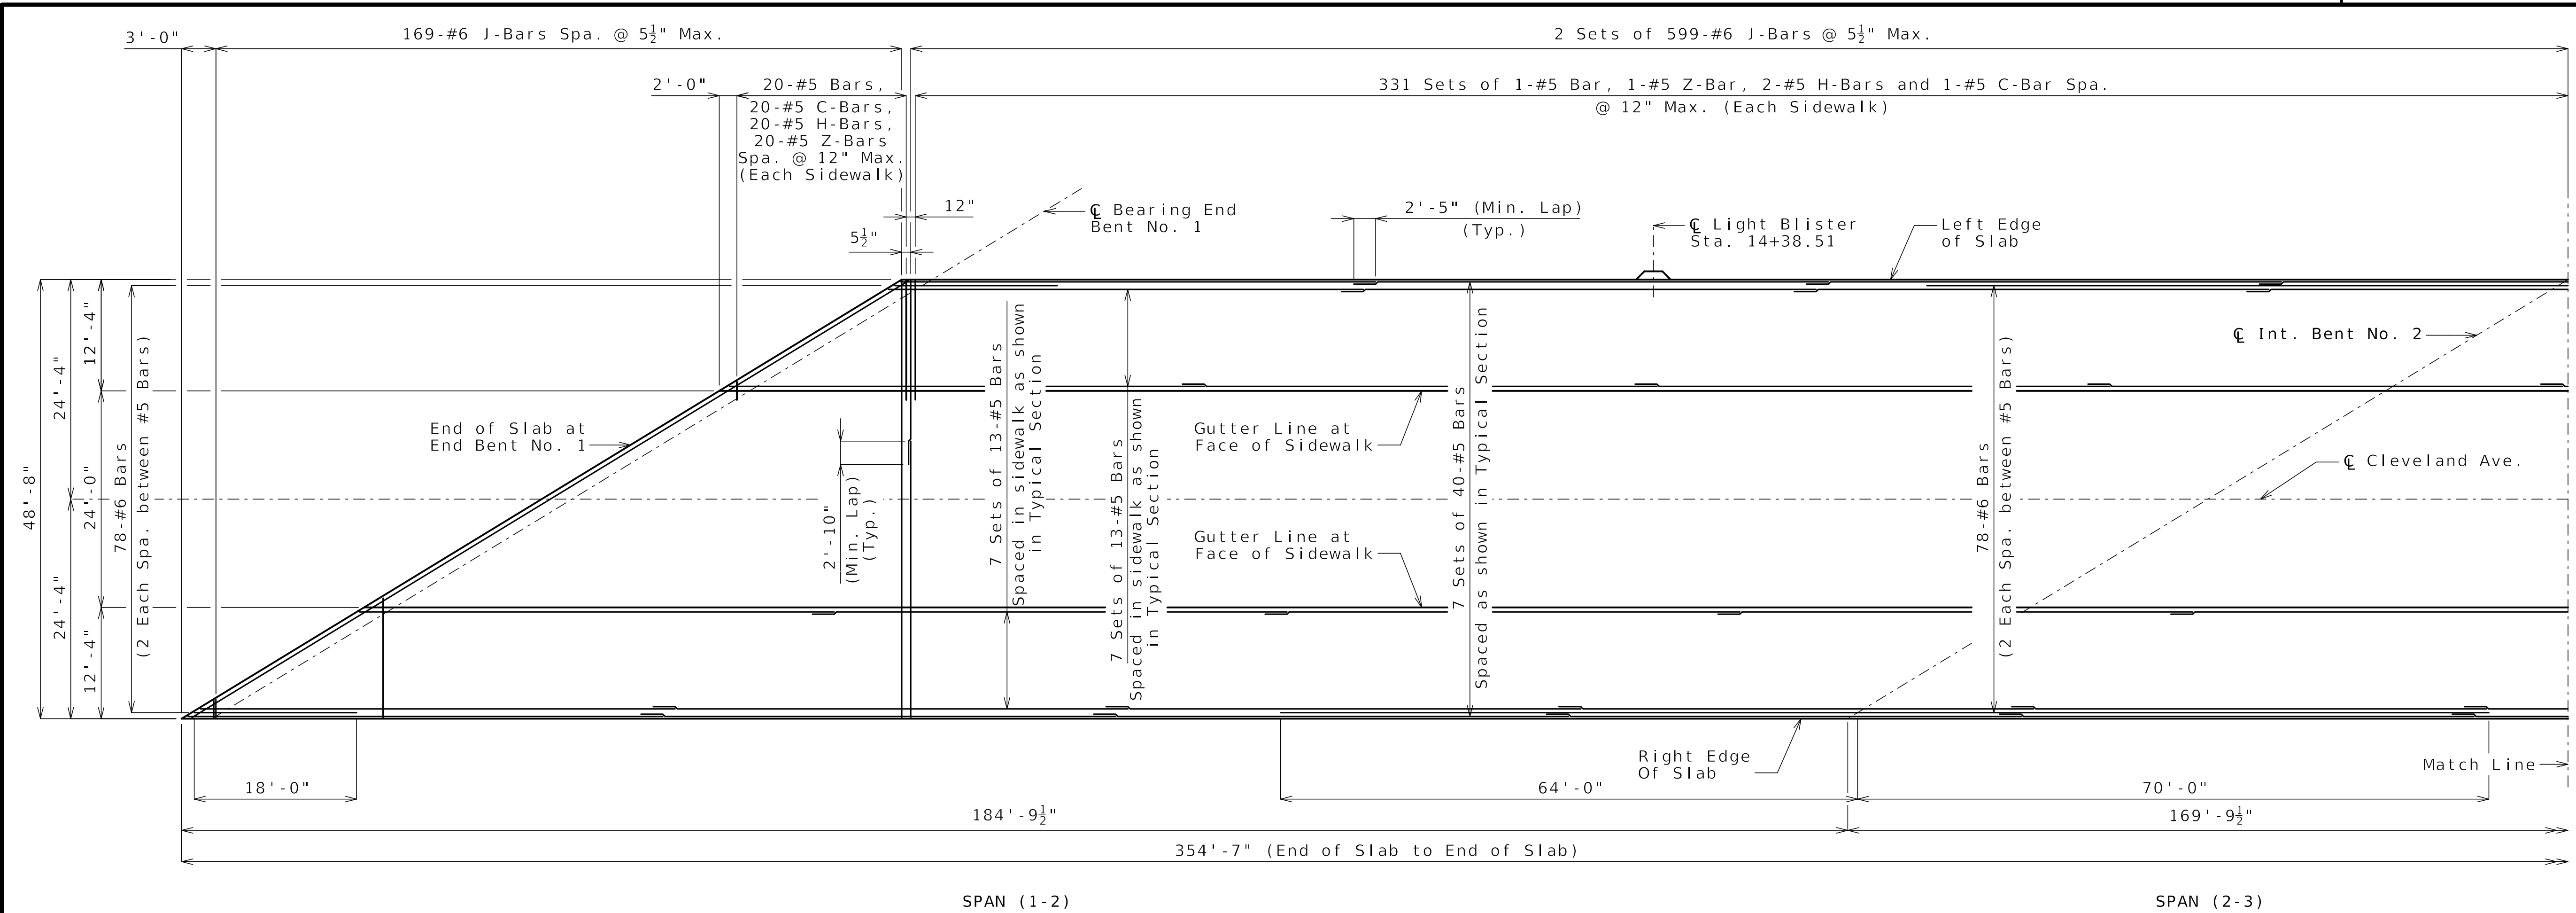 3'-0"
169-#6 J-Bars Spa. @ 5½" Max.
2 Sets of 599-#6 J-Bars @ 5½" Max.
2'-0"
20-#5 Bars,
20-#5 C-Bars,
20-#5 H-Bars,
20-#5 Z-Bars
Spa. @ 12" Max.
(Each Sidewalk)
331 Sets of 1-#5 Bar, 1-#5 Z-Bar, 2-#5 H-Bars and 1-#5 C-Bar Spa.
@ 12" Max. (Each Sidewalk)
12"
5½"
℄ Bearing End
Bent No. 1
2'-5" (Min. Lap)
(Typ.)
℄ Light Blister
Sta. 14+38.51
Left Edge
of Slab
48'-8"
24'-4"
24'-4"
12'-4"
24'-0"
12'-4"
78-#6 Bars
(2 Each Spa. between #5 Bars)
End of Slab at
End Bent No. 1
2'-10"
(Min. Lap)
(Typ.)
7 Sets of 13-#5 Bars
Spaced in sidewalk as shown
in Typical Section
7 Sets of 13-#5 Bars
Spaced in sidewalk as shown
in Typical Section
Gutter Line at
Face of Sidewalk
Gutter Line at
Face of Sidewalk
7 Sets of 40-#5 Bars
Spaced as shown in Typical Section
78-#6 Bars
(2 Each Spa. between #5 Bars)
℄ Int. Bent No. 2
℄ Cleveland Ave.
Right Edge
Of Slab
Match Line
18'-0"
64'-0"
70'-0"
184'-9½"
169'-9½"
354'-7" (End of Slab to End of Slab)
SPAN (1-2)
SPAN (2-3)